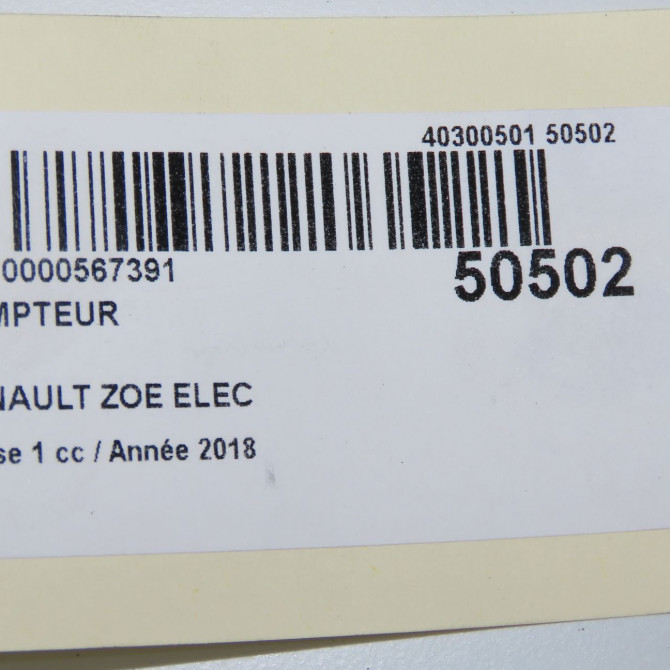 40300501 50502
0000567391
50502
MPTEUR
NAULT ZOE ELEC
se 1 cc / Année 2018